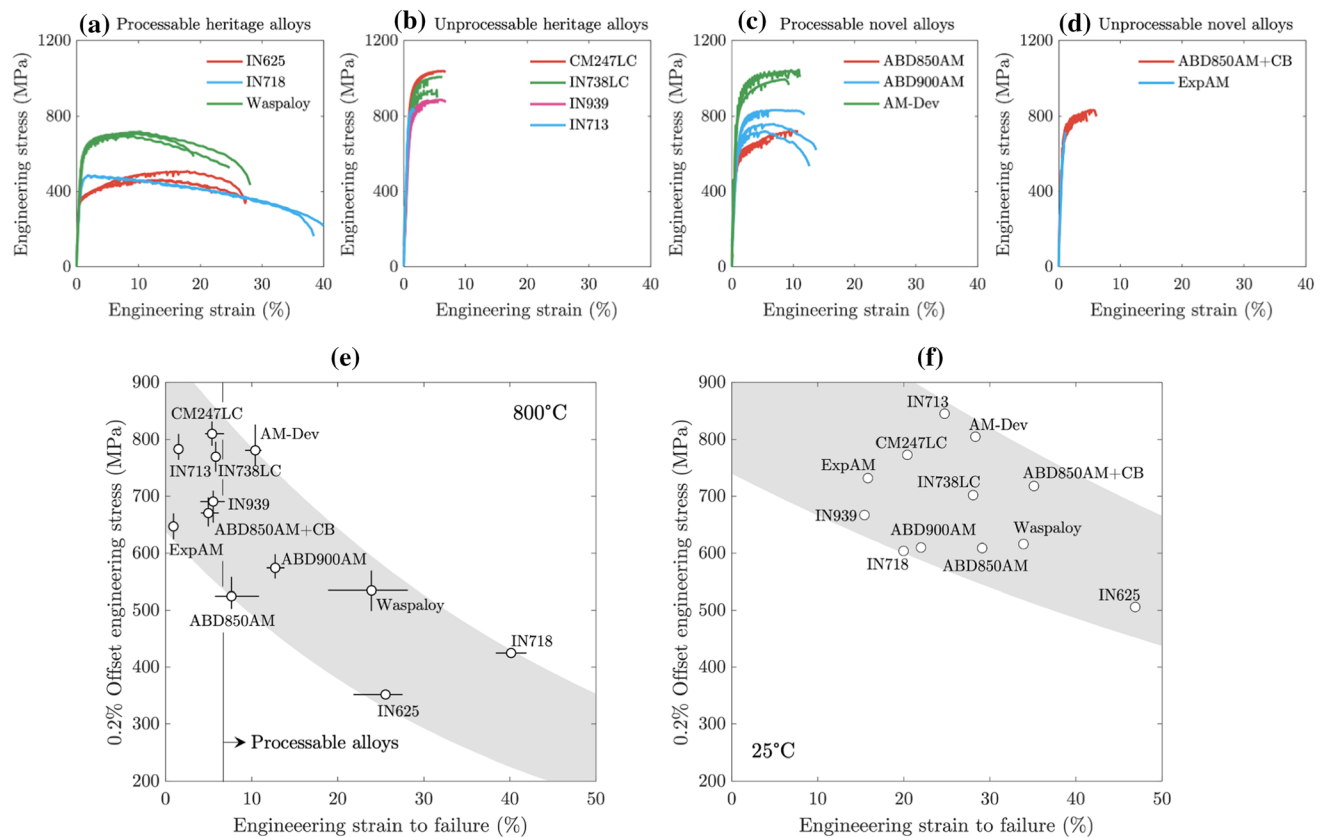 (a) Processable heritage alloys
1200
800
400
0
Engineering stress (MPa)
IN625
IN718
Waspaloy
0 10 20 30 40
Engineering strain (%)
(b) Unprocessable heritage alloys
1200
800
400
0
Engineering stress (MPa)
CM247LC
IN738LC
IN939
IN713
0 10 20 30 40
Engineering strain (%)
(c) Processable novel alloys
1200
800
400
0
Engineering stress (MPa)
ABD850AM
ABD900AM
AM-Dev
0 10 20 30 40
Engineering strain (%)
(d) Unprocessable novel alloys
1200
800
400
0
Engineering stress (MPa)
ABD850AM+CB
ExpAM
0 10 20 30 40
Engineering strain (%)
(e)
900
800
700
600
500
400
300
200
0.2% Offset engineering stress (MPa)
800°C
CM247LC
AM-Dev
IN713
IN738LC
IN939
ABD850AM+CB
ExpAM
ABD900AM
Waspaloy
ABD850AM
IN718
IN625
Processable alloys
0 10 20 30 40 50
Engineeering strain to failure (%)
(f)
900
800
700
600
500
400
300
200
0.2% Offset engineering stress (MPa)
IN713
AM-Dev
CM247LC
ExpAM
IN738LC
ABD850AM+CB
IN939
ABD900AM
Waspaloy
IN718
ABD850AM
IN625
25°C
0 10 20 30 40 50
Engineeering strain to failure (%)